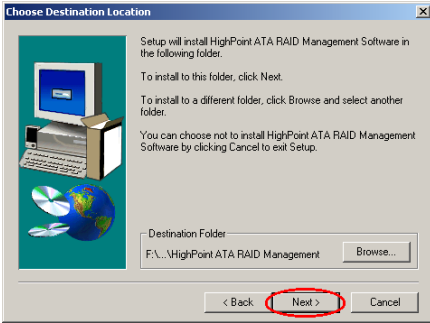 Choose Destination Location
Setup will install HighPoint ATA RAID Management Software in
the following folder.
To install to this folder, click Next.
To install to a different folder, click Browse and select another
folder.
You can choose not to install HighPoint ATA RAID Management
Software by clicking Cancel to exit Setup.
Destination Folder
F:\...\HighPoint ATA RAID Management
Browse...
< Back
Next >
Cancel